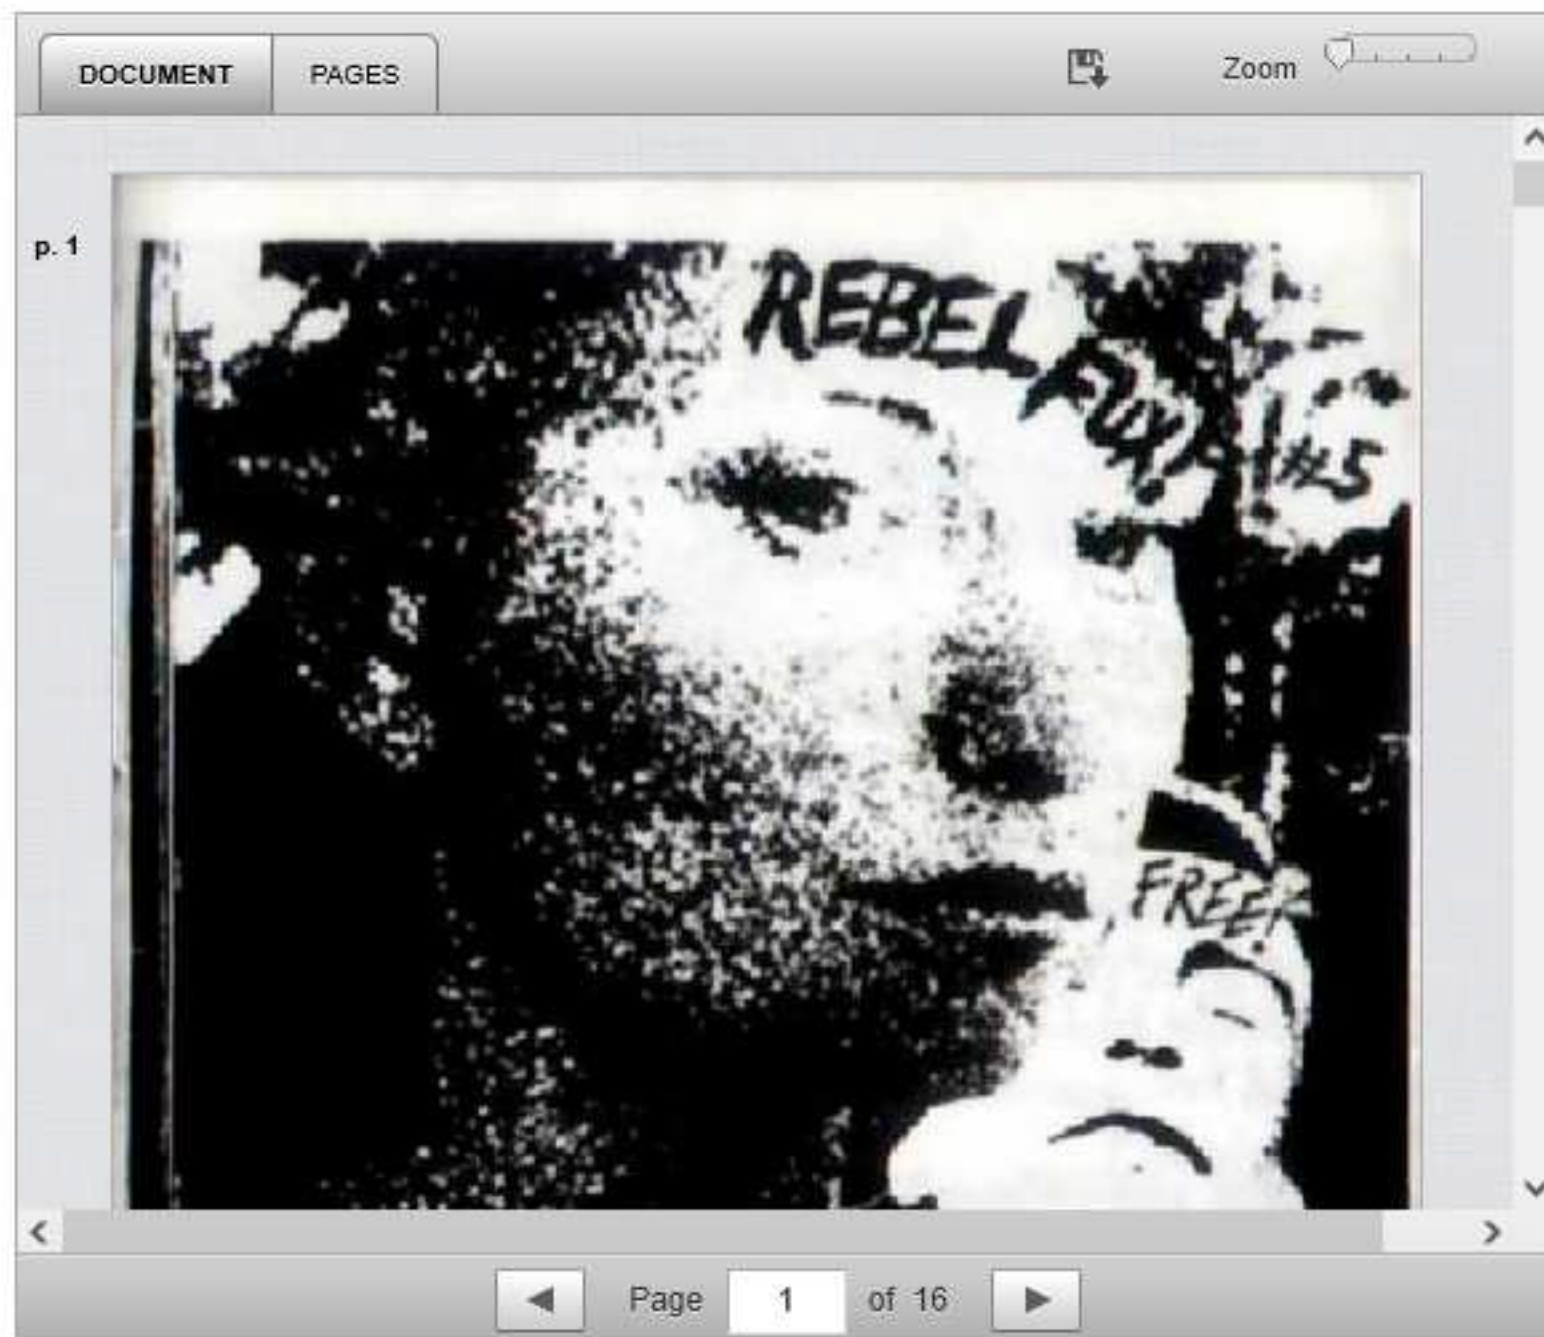 DOCUMENT PAGES Zoom
p. 1
REBEL
FUX! #5
FREE!
Page 1 of 16